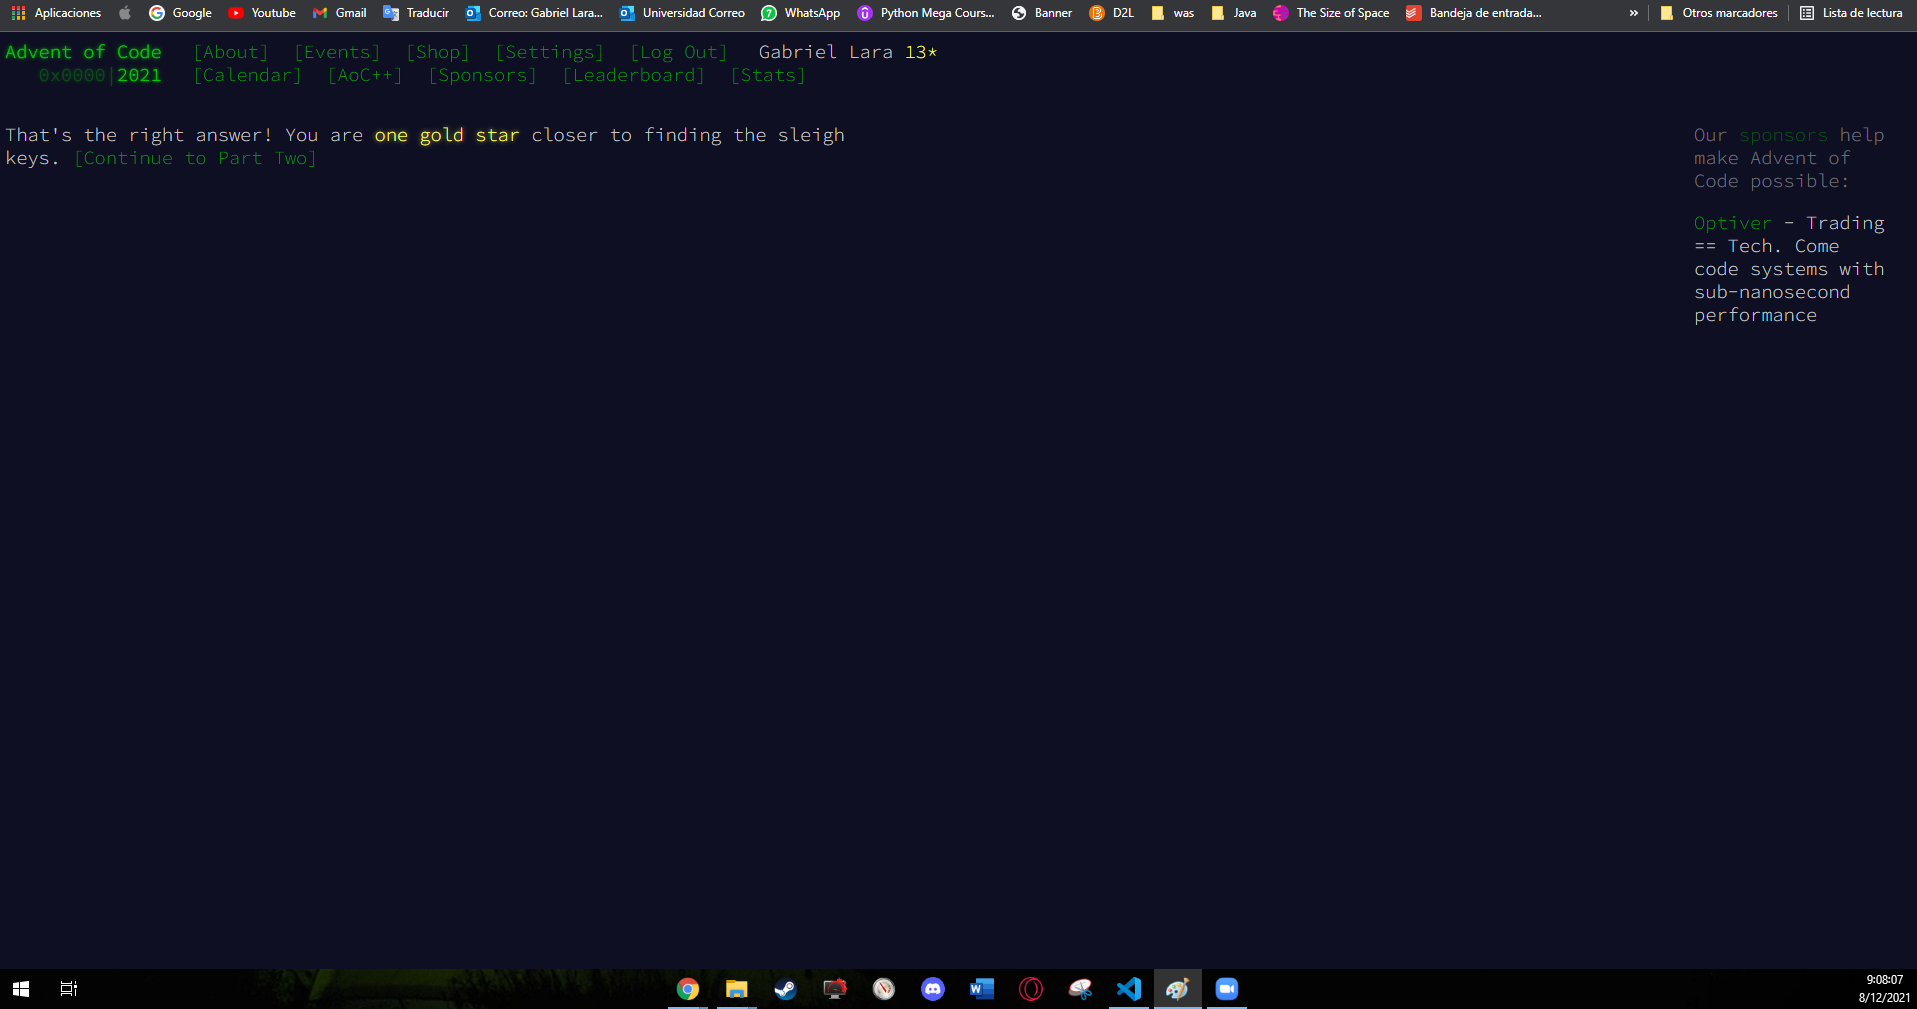 Aplicaciones Google Youtube Gmail Traducir Correo: Gabriel Lara... Universidad Correo WhatsApp Python Mega Cours... Banner D2L was Java The Size of Space Bandeja de entrada... » Otros marcadores Lista de lectura
Advent of Code [About] [Events] [Shop] [Settings] [Log Out] Gabriel Lara 13*
0x0000|2021 [Calendar] [AoC++] [Sponsors] [Leaderboard] [Stats]
That's the right answer! You are one gold star closer to finding the sleigh
keys. [Continue to Part Two]
Our sponsors help
make Advent of
Code possible:
Optiver - Trading
== Tech. Come
code systems with
sub-nanosecond
performance
9:08:07
8/12/2021